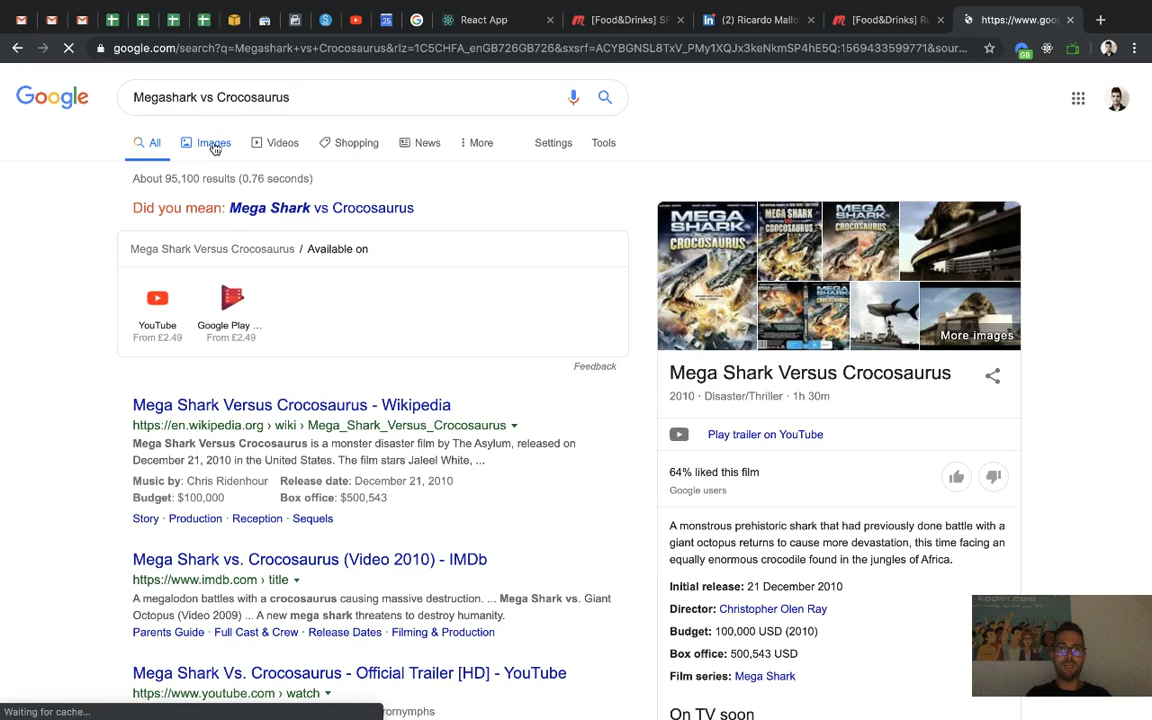 React App
[Food&Drinks] SP
(2) Ricardo Mallo
[Food&Drinks] Ru
https://www.goo
google.com/search?q=Megashark+vs+Crocosaurus&rlz=1C5CHFA_enGB726GB726&sxsrf=ACYBGNSL8TxV_PMy1XQJx3keNkmSP4hE5Q:1569433599771&sour...
Google
Megashark vs Crocosaurus
All
Images
Videos
Shopping
News
More
Settings
Tools
About 95,100 results (0.76 seconds)
Did you mean: Mega Shark vs Crocosaurus
Mega Shark Versus Crocosaurus / Available on
YouTube
From £2.49
Google Play ...
From £2.49
Feedback
Mega Shark Versus Crocosaurus - Wikipedia
https://en.wikipedia.org › wiki › Mega_Shark_Versus_Crocosaurus
Mega Shark Versus Crocosaurus is a monster disaster film by The Asylum, released on
December 21, 2010 in the United States. The film stars Jaleel White, ...
Music by: Chris Ridenhour Release date: December 21, 2010
Budget: $100,000 Box office: $500,543
Story · Production · Reception · Sequels
Mega Shark vs. Crocosaurus (Video 2010) - IMDb
https://www.imdb.com › title
A megalodon battles with a crocosaurus causing massive destruction. ... Mega Shark vs. Giant
Octopus (Video 2009) ... A new mega shark threatens to destroy humanity.
Parents Guide · Full Cast & Crew · Release Dates · Filming & Production
Mega Shark Vs. Crocosaurus - Official Trailer [HD] - YouTube
https://www.youtube.com › watch
Waiting for cache...
MEGA SHARK
CROCOSAURUS
MEGA SHARK
CROCOSAURUS
MEGA SHARK
CROCOSAURUS
More images
Mega Shark Versus Crocosaurus
2010 · Disaster/Thriller · 1h 30m
Play trailer on YouTube
64% liked this film
Google users
A monstrous prehistoric shark that had previously done battle with a
giant octopus returns to cause more devastation, this time facing an
equally enormous crocodile found in the jungles of Africa.
Initial release: 21 December 2010
Director: Christopher Olen Ray
Budget: 100,000 USD (2010)
Box office: 500,543 USD
Film series: Mega Shark
On TV soon